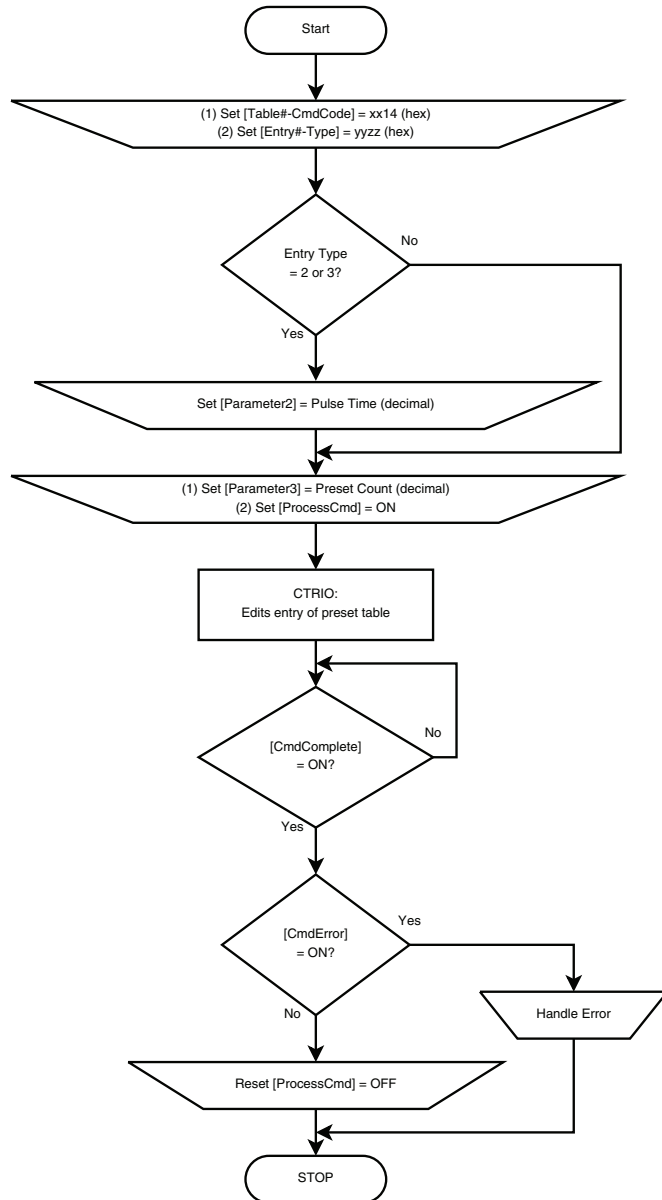 Start
(1) Set [Table#-CmdCode] = xx14 (hex)
(2) Set [Entry#-Type] = yyzz (hex)
Entry Type
= 2 or 3?
No
Yes
Set [Parameter2] = Pulse Time (decimal)
(1) Set [Parameter3] = Preset Count (decimal)
(2) Set [ProcessCmd] = ON
CTRIO:
Edits entry of preset table
[CmdComplete]
= ON?
No
Yes
[CmdError]
= ON?
Yes
No
Handle Error
Reset [ProcessCmd] = OFF
STOP